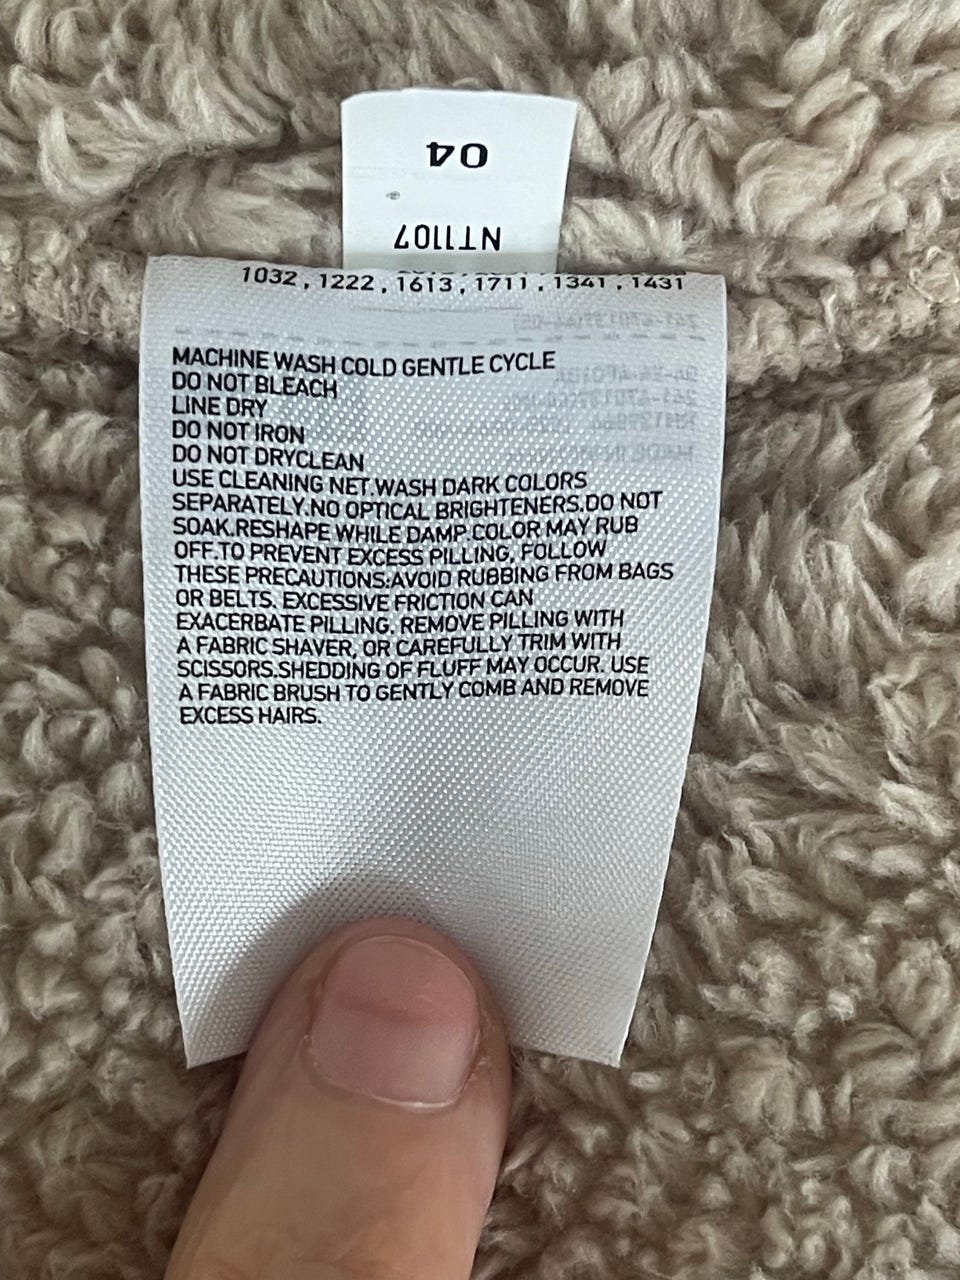 04
NT1107
1032,1222,1613,1711,1341,1431
MACHINE WASH COLD GENTLE CYCLE
DO NOT BLEACH
LINE DRY
DO NOT IRON
DO NOT DRYCLEAN
USE CLEANING NET.WASH DARK COLORS
SEPARATELY.NO OPTICAL BRIGHTENERS.DO NOT
SOAK.RESHAPE WHILE DAMP.COLOR MAY RUB
OFF.TO PREVENT EXCESS PILLING, FOLLOW
THESE PRECAUTIONS:AVOID RUBBING FROM BAGS
OR BELTS. EXCESSIVE FRICTION CAN
EXACERBATE PILLING. REMOVE PILLING WITH
A FABRIC SHAVER, OR CAREFULLY TRIM WITH
SCISSORS.SHEDDING OF FLUFF MAY OCCUR. USE
A FABRIC BRUSH TO GENTLY COMB AND REMOVE
EXCESS HAIRS.